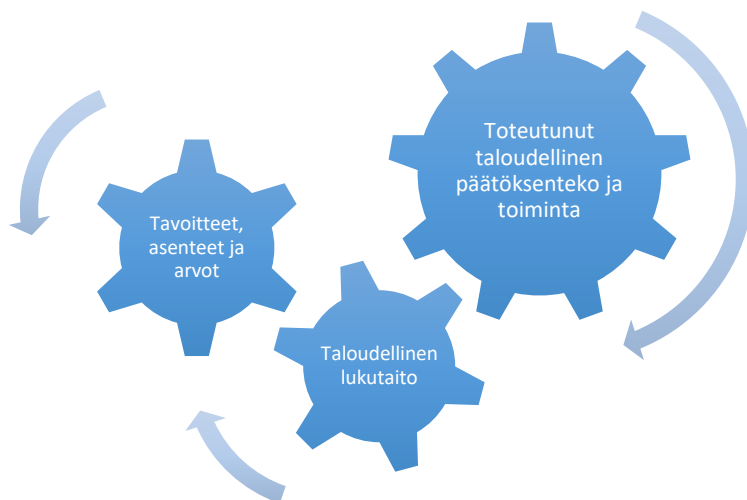 Toteutunut
taloudellinen
päätöksenteko ja
toiminta
Tavoitteet,
asenteet ja
arvot
Taloudellinen
lukutaito